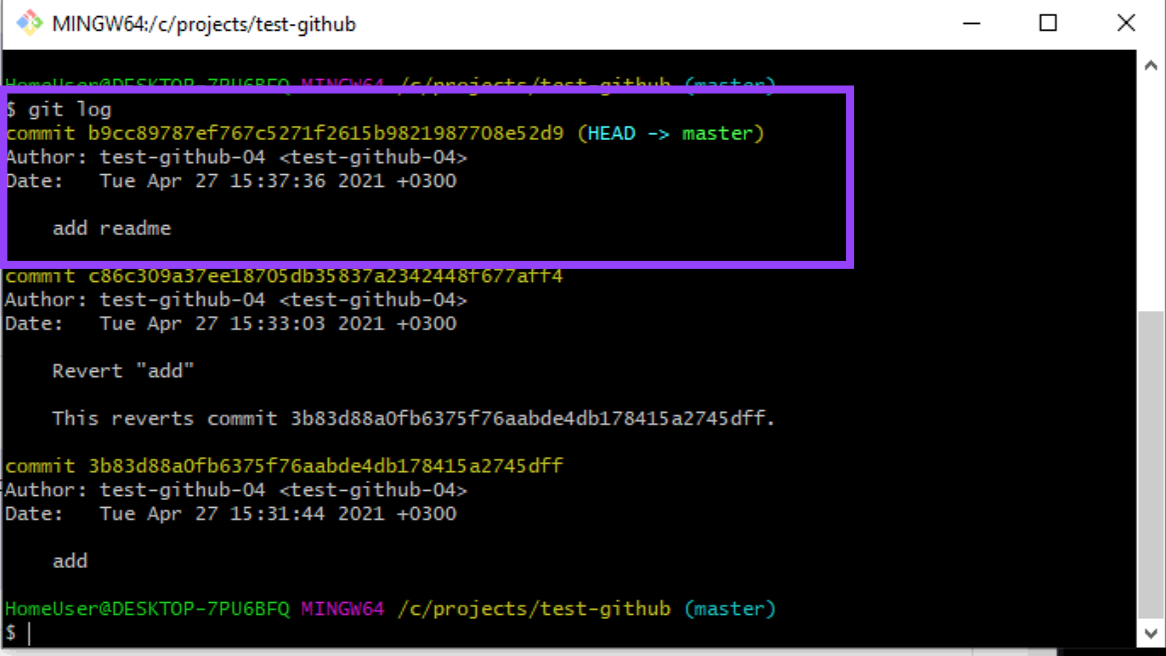 MINGW64:/c/projects/test-github
HomeUser@DESKTOP-7PU6BFQ MINGW64 /c/projects/test-github (master)
$ git log
commit b9cc89787ef767c5271f2615b9821987708e52d9 (HEAD -> master)
Author: test-github-04 <test-github-04>
Date:   Tue Apr 27 15:37:36 2021 +0300
add readme
commit c86c309a37ee18705db35837a2342448f677aff4
Author: test-github-04 <test-github-04>
Date:   Tue Apr 27 15:33:03 2021 +0300
Revert "add"
This reverts commit 3b83d88a0fb6375f76aabde4db178415a2745dff.
commit 3b83d88a0fb6375f76aabde4db178415a2745dff
Author: test-github-04 <test-github-04>
Date:   Tue Apr 27 15:31:44 2021 +0300
add
HomeUser@DESKTOP-7PU6BFQ MINGW64 /c/projects/test-github (master)
$